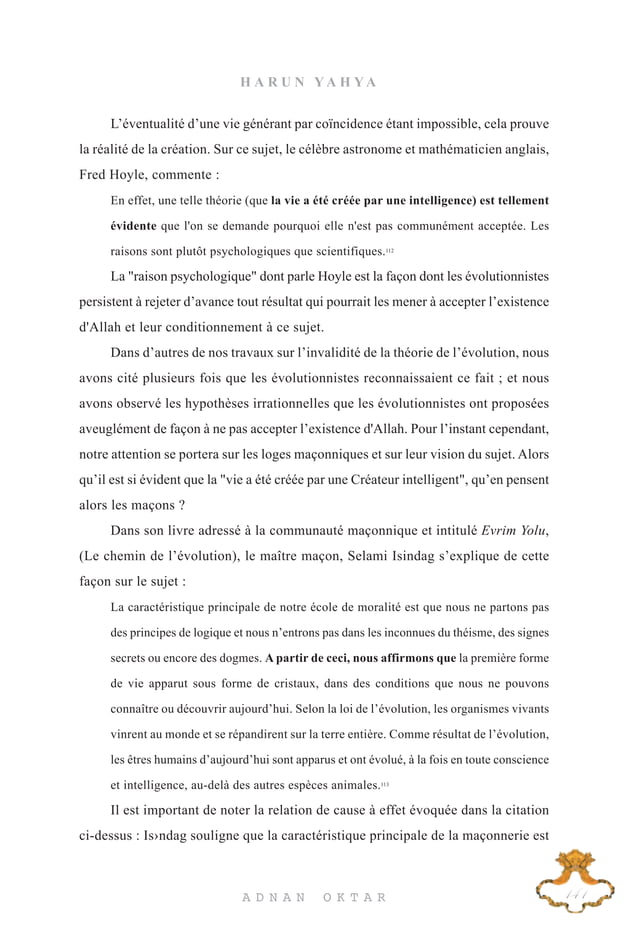 HARUN YAHYA
L’éventualité d’une vie générant par coïncidence étant impossible, cela prouve
la réalité de la création. Sur ce sujet, le célèbre astronome et mathématicien anglais,
Fred Hoyle, commente :
En effet, une telle théorie (que la vie a été créée par une intelligence) est tellement
évidente que l'on se demande pourquoi elle n'est pas communément acceptée. Les
raisons sont plutôt psychologiques que scientifiques.112
La "raison psychologique" dont parle Hoyle est la façon dont les évolutionnistes
persistent à rejeter d’avance tout résultat qui pourrait les mener à accepter l’existence
d'Allah et leur conditionnement à ce sujet.
Dans d’autres de nos travaux sur l’invalidité de la théorie de l’évolution, nous
avons cité plusieurs fois que les évolutionnistes reconnaissaient ce fait ; et nous
avons observé les hypothèses irrationnelles que les évolutionnistes ont proposées
aveuglément de façon à ne pas accepter l’existence d'Allah. Pour l’instant cependant,
notre attention se portera sur les loges maçonniques et sur leur vision du sujet. Alors
qu’il est si évident que la "vie a été créée par une Créateur intelligent", qu’en pensent
alors les maçons ?
Dans son livre adressé à la communauté maçonnique et intitulé Evrim Yolu,
(Le chemin de l’évolution), le maître maçon, Selami Isindag s’explique de cette
façon sur le sujet :
La caractéristique principale de notre école de moralité est que nous ne partons pas
des principes de logique et nous n’entrons pas dans les inconnues du théisme, des signes
secrets ou encore des dogmes. A partir de ceci, nous affirmons que la première forme
de vie apparut sous forme de cristaux, dans des conditions que nous ne pouvons
connaître ou découvrir aujourd’hui. Selon la loi de l’évolution, les organismes vivants
vinrent au monde et se répandirent sur la terre entière. Comme résultat de l’évolution,
les êtres humains d’aujourd’hui sont apparus et ont évolué, à la fois en toute conscience
et intelligence, au-delà des autres espèces animales.113
Il est important de noter la relation de cause à effet évoquée dans la citation
ci-dessus : Is›ndag souligne que la caractéristique principale de la maçonnerie est
ADNAN OKTAR
141